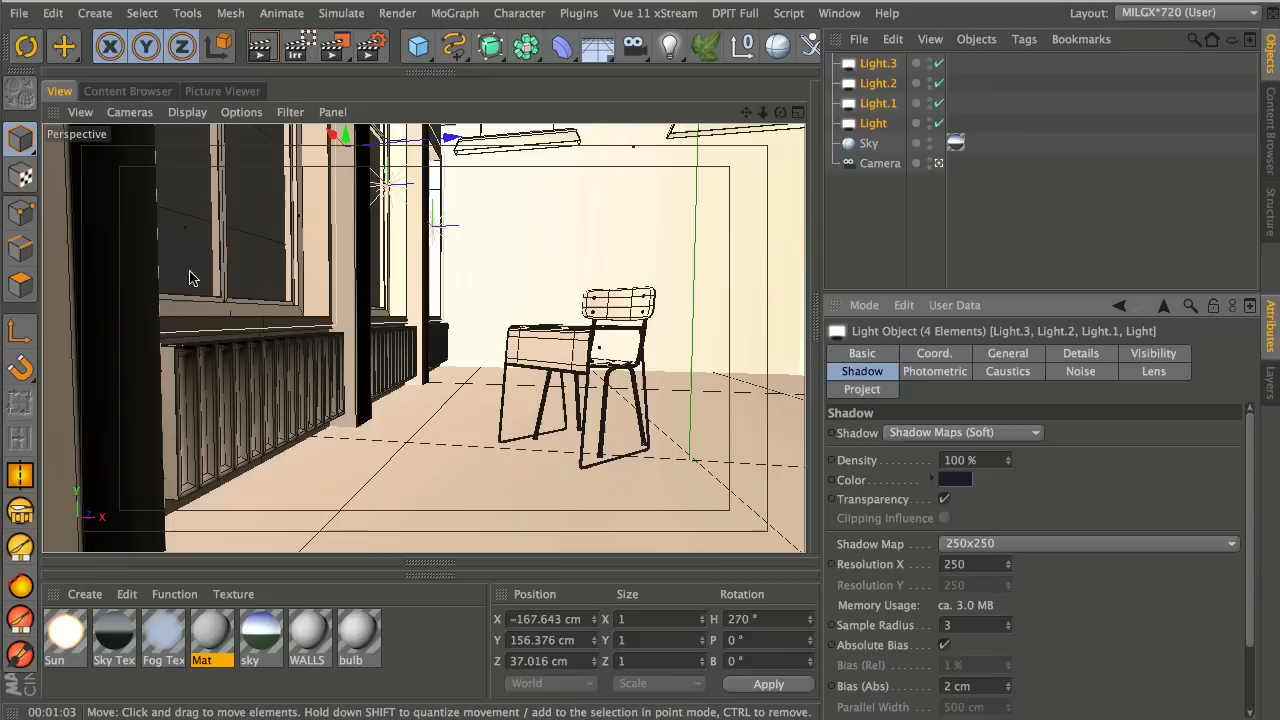 File Edit Create Select Tools Mesh Animate Simulate Render MoGraph Character Plugins Vue 11 xStream DPIT Full Script Window Help Layout: MILGX*720 (User)
X Y Z
View Content Browser Picture Viewer
View Cameras Display Options Filter Panel
Perspective
Y
Z X
File Edit View Objects Tags Bookmarks
Light.3
Light.2
Light.1
Light
Sky
Camera
Objects
Content Browser
Structure
Mode Edit User Data
Light Object (4 Elements) [Light.3, Light.2, Light.1, Light]
Basic Coord. General Details Visibility
Shadow Photometric Caustics Noise Lens
Project
Shadow
Shadow Shadow Maps (Soft)
Density 100 %
Color
Transparency
Clipping Influence
Shadow Map 250x250
Resolution X 250
Resolution Y 250
Memory Usage: ca. 3.0 MB
Sample Radius 3
Absolute Bias
Bias (Rel) 1 %
Bias (Abs) 2 cm
Parallel Width 500 cm
Attributes
Layers
Create Edit Function Texture
Sun Sky Tex Fog Tex Mat sky WALLS bulb
Position Size Rotation
X -167.643 cm X 1 H 270 °
Y 156.376 cm Y 1 P 0 °
Z 37.016 cm Z 1 B 0 °
World Scale Apply
00:01:03 Move: Click and drag to move elements. Hold down SHIFT to quantize movement / add to the selection in point mode, CTRL to remove.